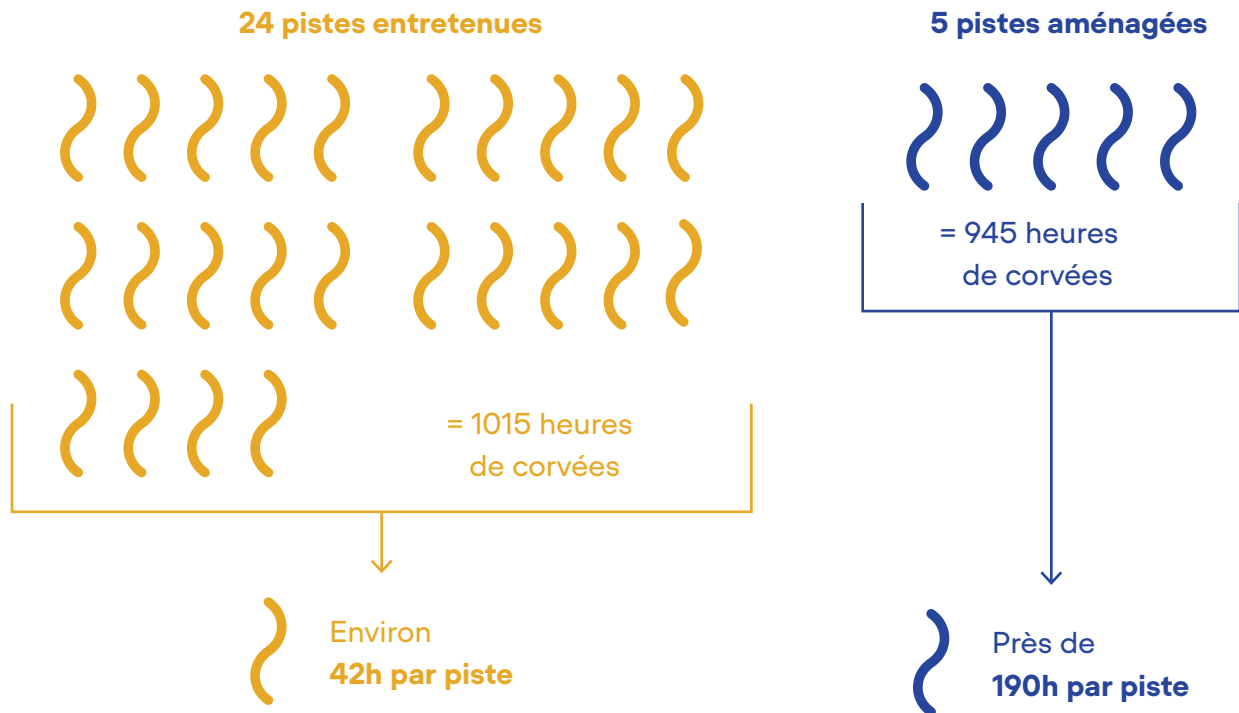 24 pistes entretenues
= 1015 heures
de corvées
Environ
42h par piste
5 pistes aménagées
= 945 heures
de corvées
Près de
190h par piste